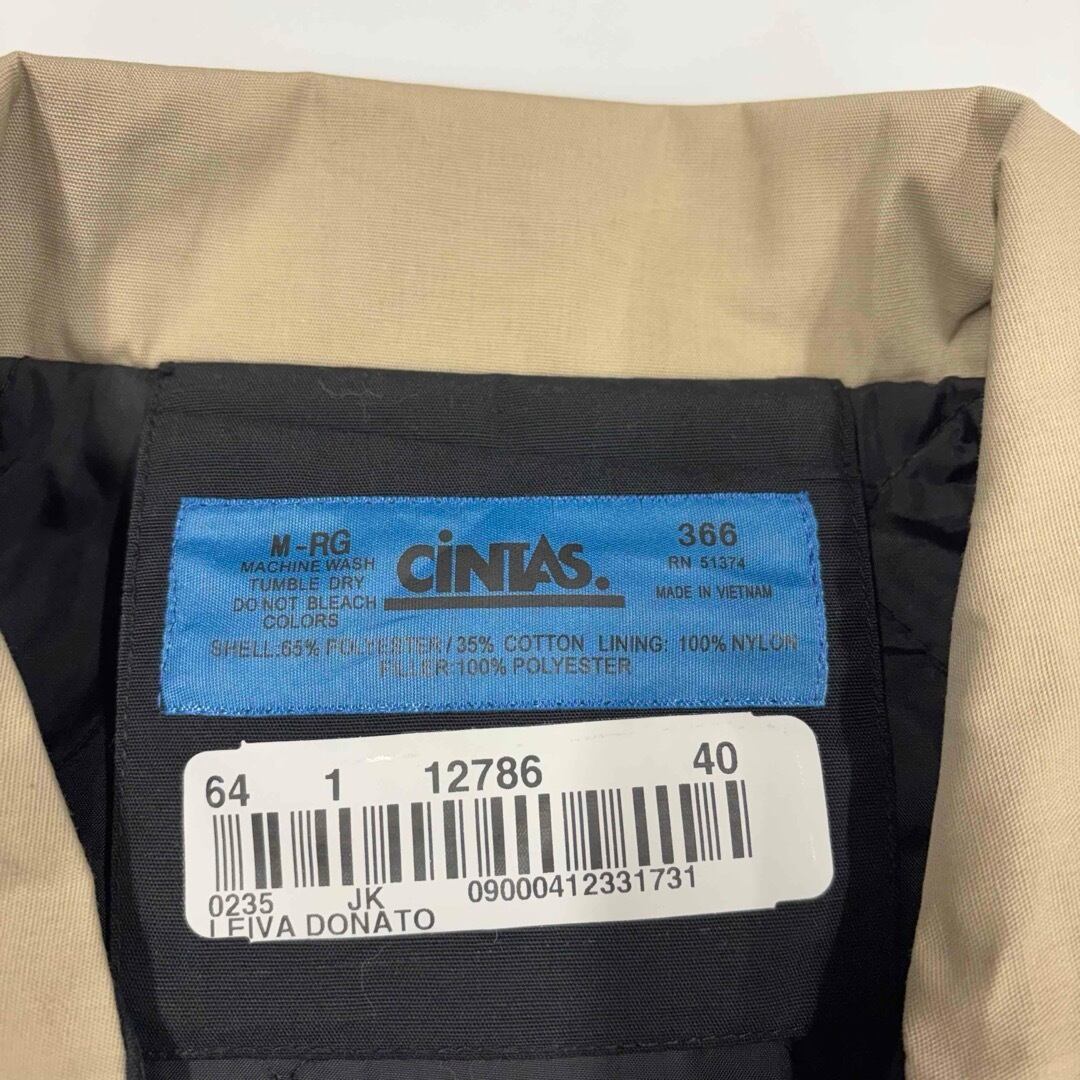 M-RG
MACHINE WASH
TUMBLE DRY
DO NOT BLEACH
COLORS
CiNTAS.
366
RN 51374
MADE IN VIETNAM
SHELL:65% POLYESTER/35% COTTON LINING: 100% NYLON
FILLER:100% POLYESTER
64 1 12786 40
0235 JK 09000412331731
LEIVA DONATO